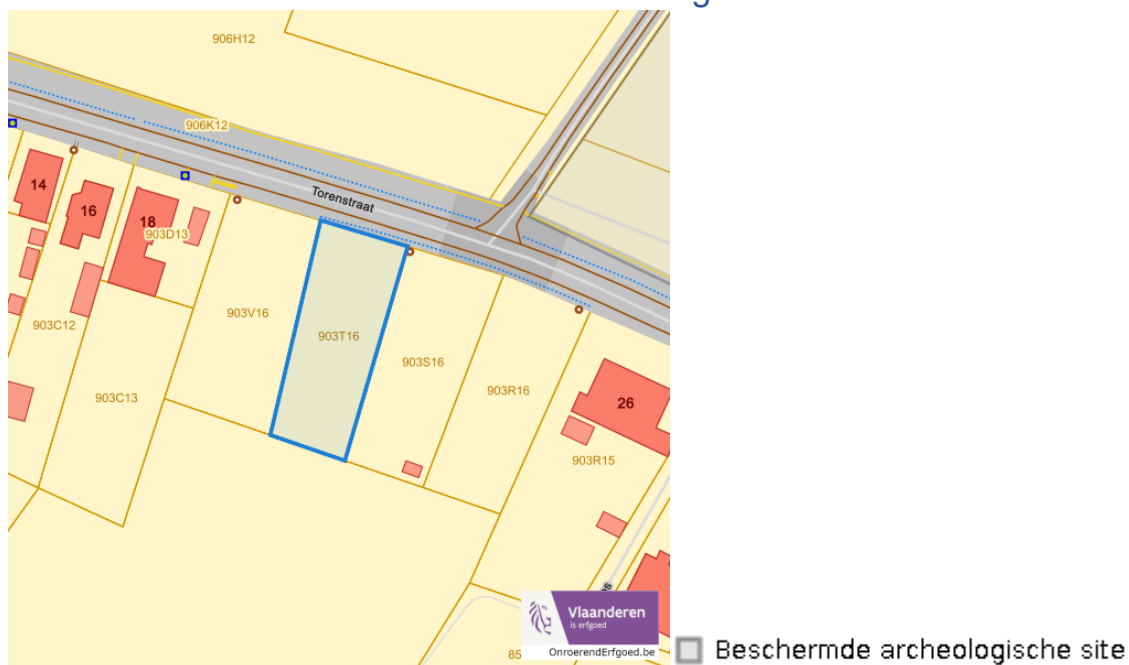 906H12
906K12
Torenstraat
14
16
18
903D13
903V16
903T16
903C12
903S16
903C13
903R16
26
903R15
Vlaanderen
is erfgoed
OnroerendErfgoed.be
Beschermde archeologische site